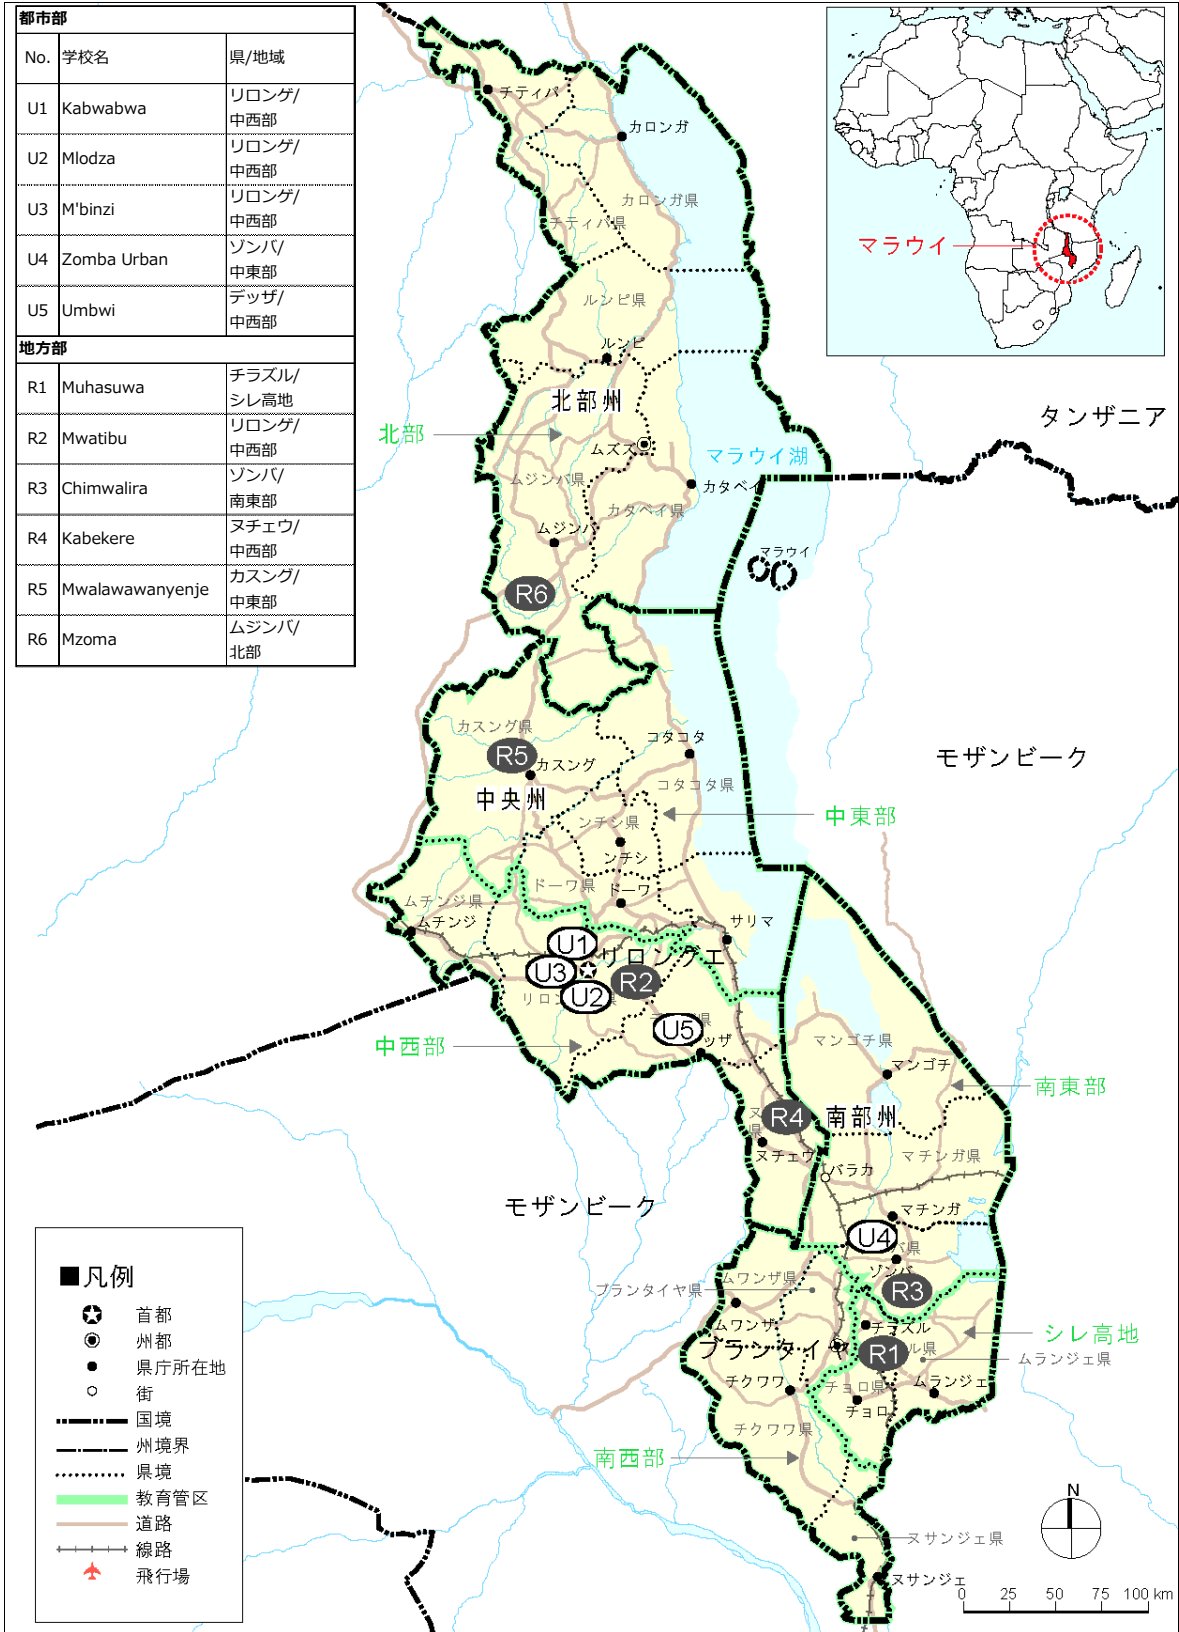 都市部
No. 学校名 県/地域
U1 Kabwabwa リロンゲ/
中西部
U2 Mlodza リロンゲ/
中西部
U3 M'binzi リロンゲ/
中西部
U4 Zomba Urban ゾンバ/
中東部
U5 Umbwi デッザ/
中西部
地方部
R1 Muhasuwa チラズル/
シレ高地
R2 Mwatibu リロンゲ/
中西部
R3 Chimwalira ゾンバ/
南東部
R4 Kabekere ヌチェウ/
中西部
R5 Mwalawawanyenje カスング/
中東部
R6 Mzoma ムジンバ/
北部
マラウイ
チティパ
カロンガ
カロンガ県
チティパ県
ルンピ県
ルンピ
北部州
北部
ムズズ
マラウイ湖
タンザニア
ムジンバ県
カタベイ
カタベイ県
ムジンバ
マラウイ
R6
カスング県
コタコタ
R5
カスング
モザンビーク
中央州
コタコタ県
中東部
ンチシ県
ンチシ
ドーワ県
ドーワ
ムチンジ県
ムチンジ
サリマ
U1
リロングエ
U3
R2
U2
U5
中西部
ッザ
マンゴチ県
マンゴチ
南東部
R4
南部州
ヌチェウ
マチンガ県
バラカ
モザンビーク
マチンガ
U4
ゾンバ
R3
ムワンザ県
ブランタイヤ県
ムワンザ
チラズル
シレ高地
ブランタイヤ
R1
ル県
ムランジェ県
チクワワ
チョロ県
ムランジェ
チョロ
チクワワ県
南西部
ヌサンジェ県
ヌサンジェ
■凡例
首都
州都
県庁所在地
街
国境
州境界
県境
教育管区
道路
線路
飛行場
N
0 25 50 75 100 km